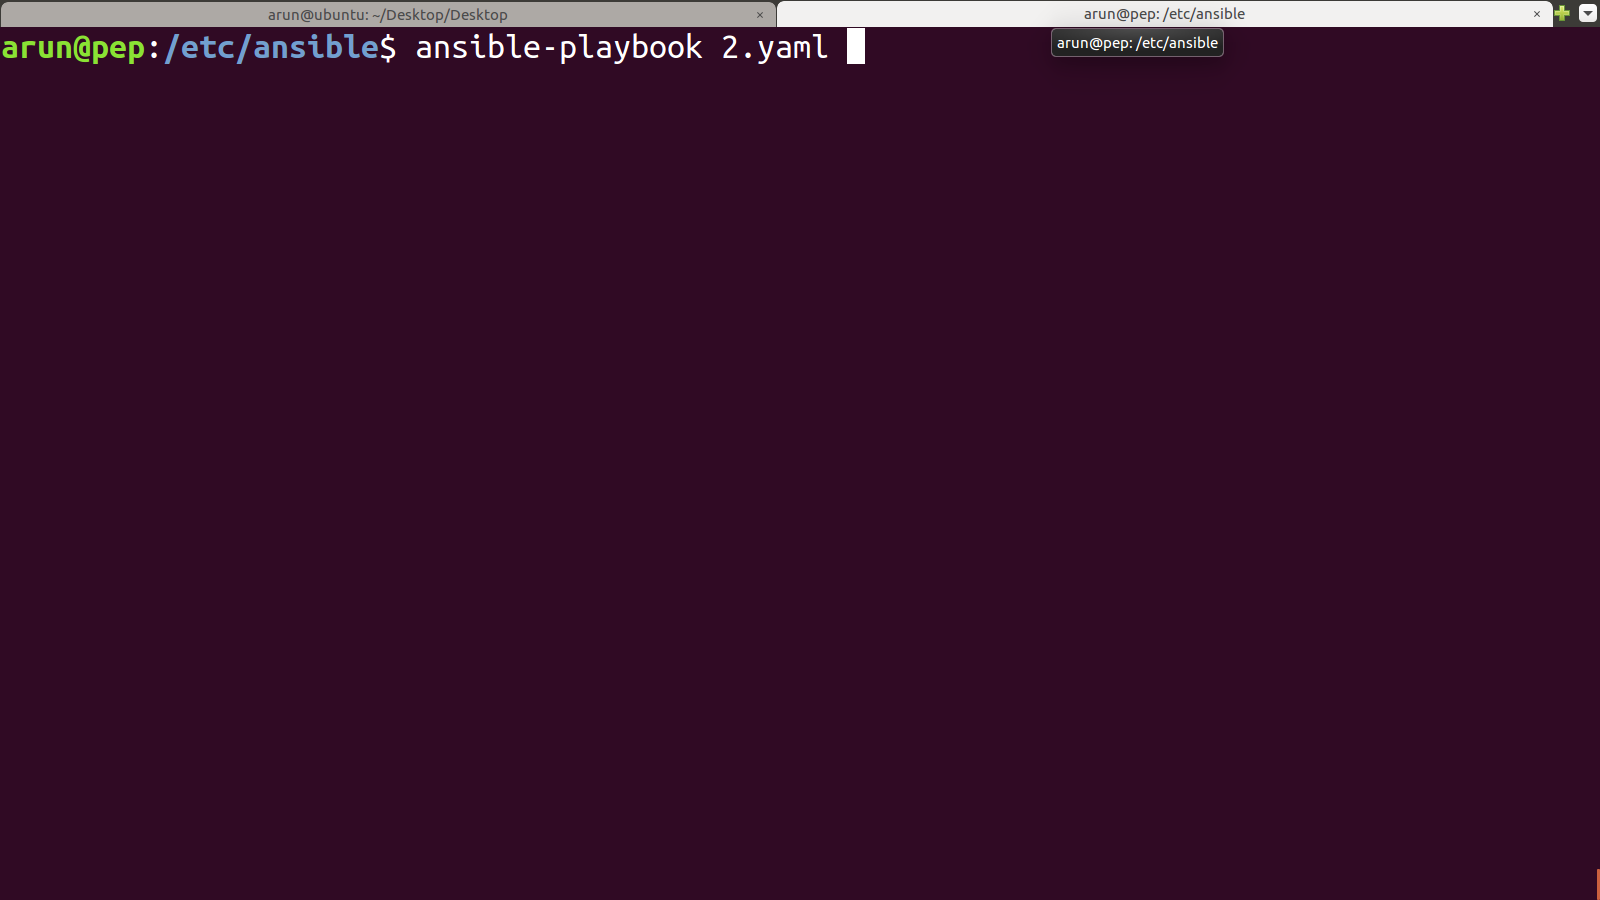 arun@ubuntu: ~/Desktop/Desktop × arun@pep: /etc/ansible ×
arun@pep:/etc/ansible$ ansible-playbook 2.yaml
arun@pep: /etc/ansible